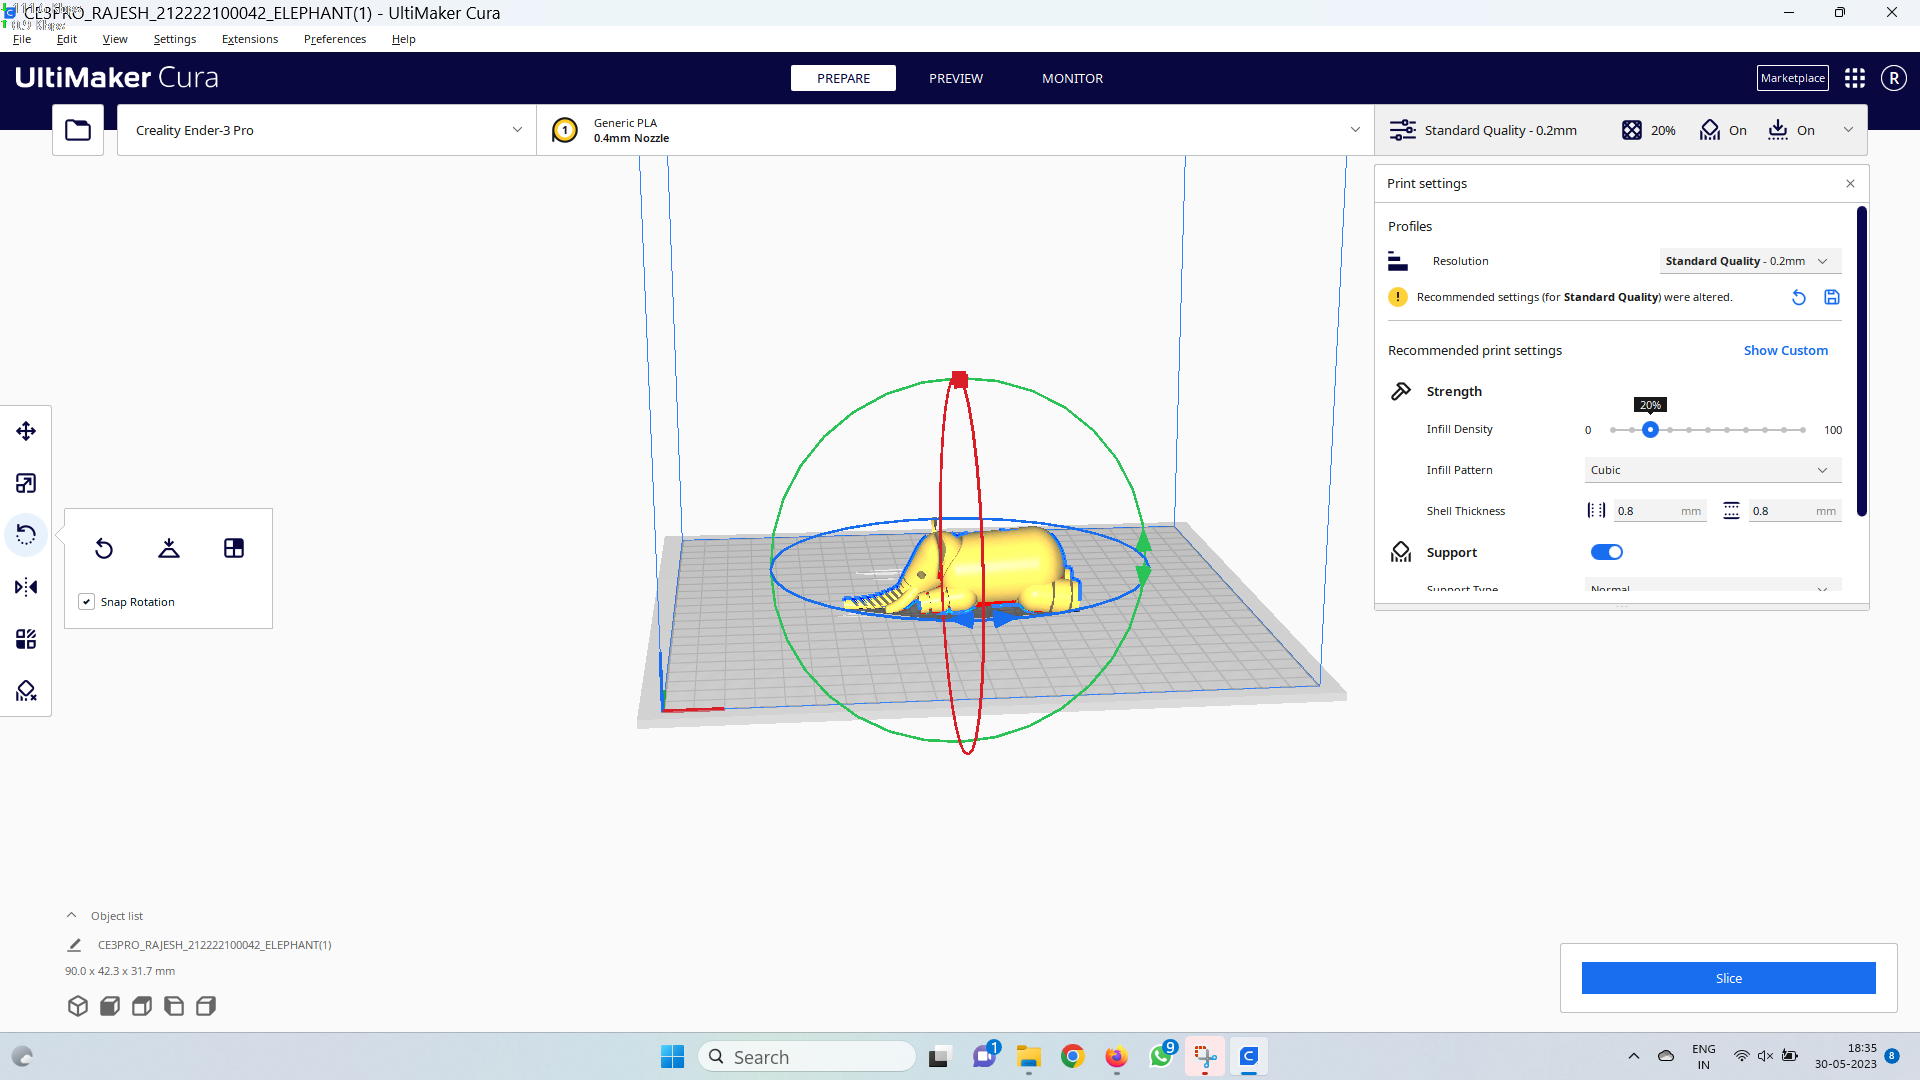 CE3PRO_RAJESH_212222100042_ELEPHANT(1) - UltiMaker Cura
File Edit View Settings Extensions Preferences Help
UltiMaker Cura
PREPARE PREVIEW MONITOR
Marketplace R
Creality Ender-3 Pro
1 Generic PLA
0.4mm Nozzle
Standard Quality - 0.2mm 20% On On
Print settings
Profiles
Resolution Standard Quality - 0.2mm
! Recommended settings (for Standard Quality) were altered.
Recommended print settings Show Custom
Strength
20%
Infill Density 0 100
Infill Pattern Cubic
Shell Thickness 0.8 mm 0.8 mm
Support
Support Type Normal
Snap Rotation
Object list
CE3PRO_RAJESH_212222100042_ELEPHANT(1)
90.0 x 42.3 x 31.7 mm
Slice
Search
1
9
ENG
IN
18:35
30-05-2023
8